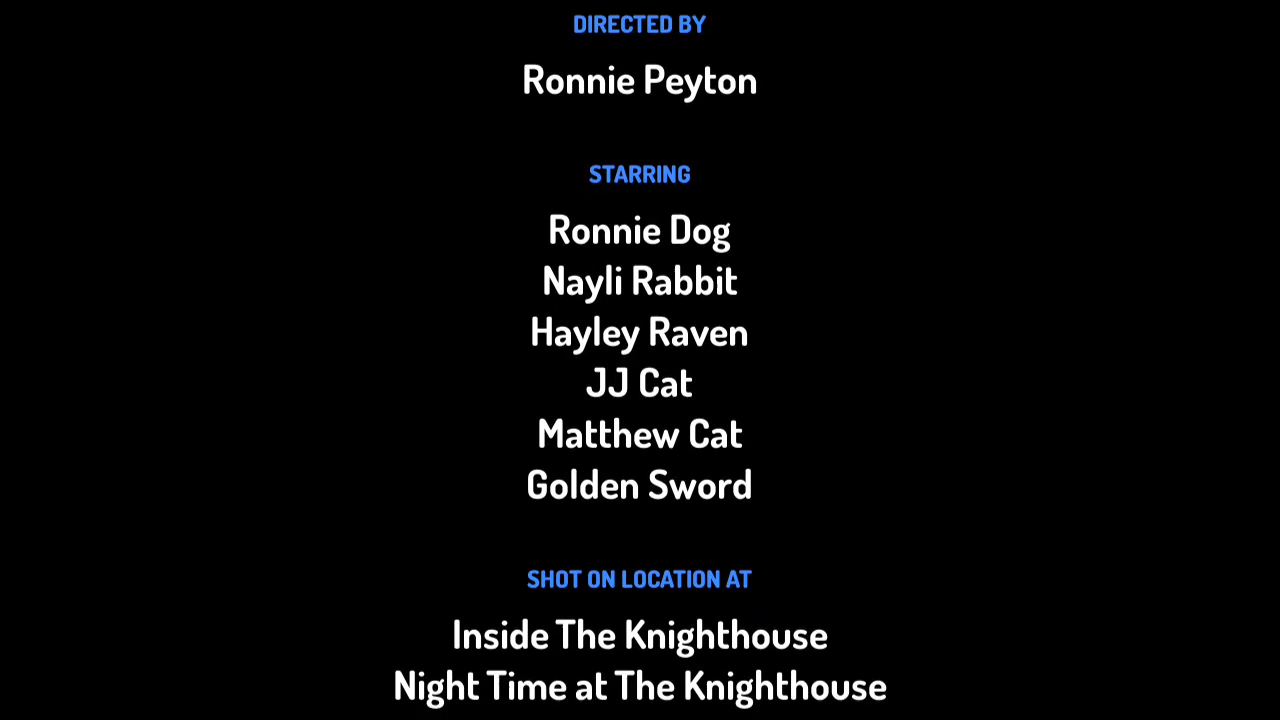 DIRECTED BY
Ronnie Peyton
STARRING
Ronnie Dog
Nayli Rabbit
Hayley Raven
JJ Cat
Matthew Cat
Golden Sword
SHOT ON LOCATION AT
Inside The Knighthouse
Night Time at The Knighthouse